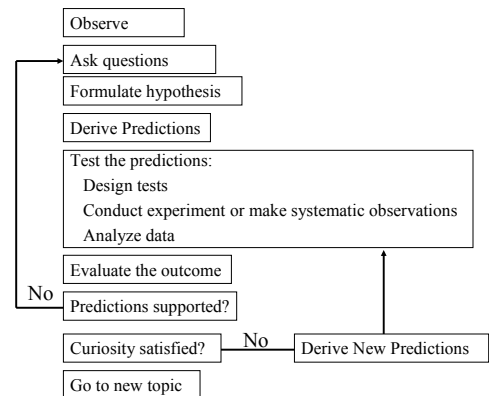 Observe
Ask questions
Formulate hypothesis
Derive Predictions
Test the predictions:
Design tests
Conduct experiment or make systematic observations
Analyze data
Evaluate the outcome
No
Predictions supported?
Curiosity satisfied?
No
Derive New Predictions
Go to new topic